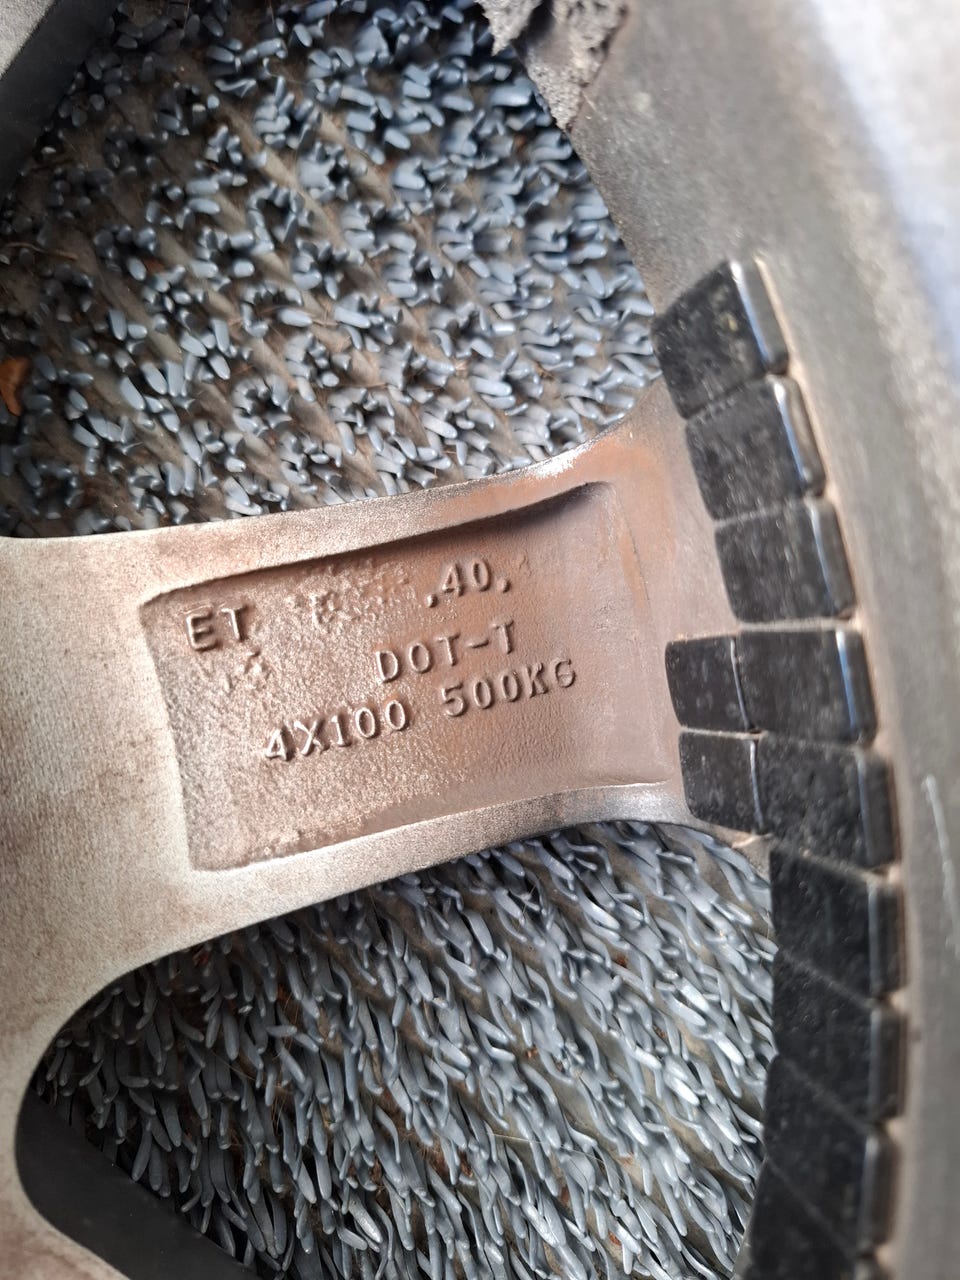 ET .40.
DOT-T
4X100 500KG